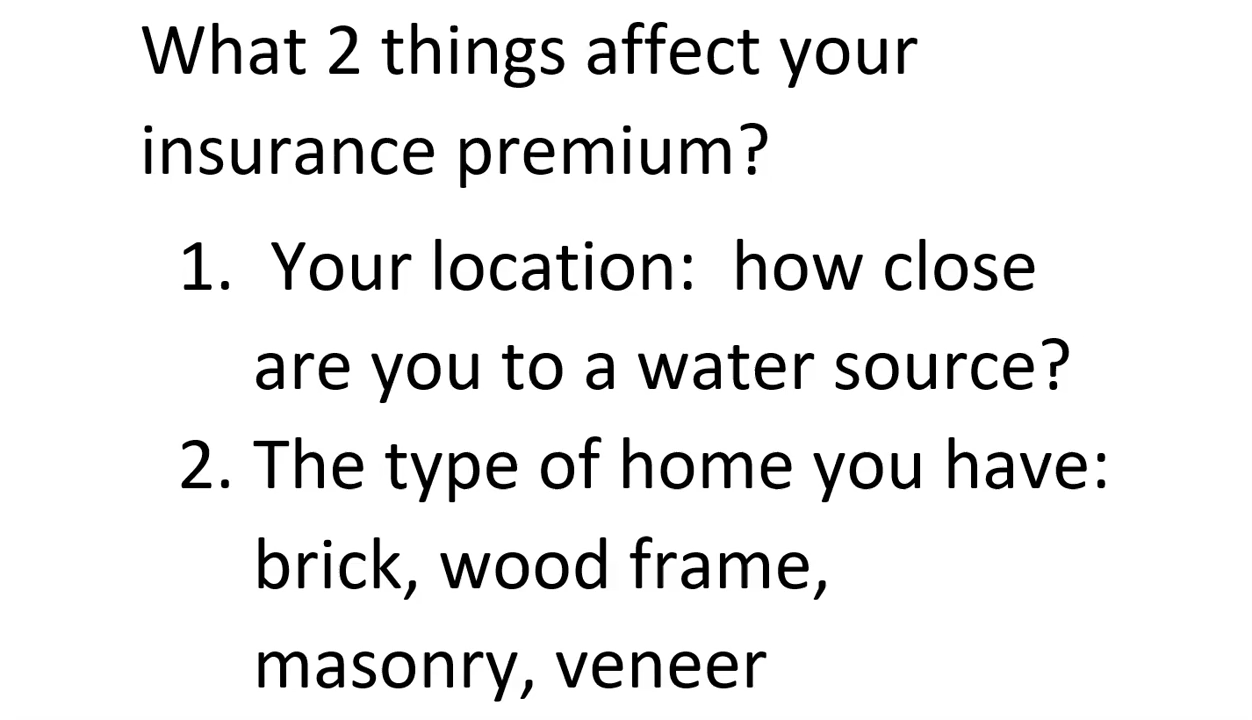 What 2 things affect your
insurance premium?
1. Your location: how close
are you to a water source?
2. The type of home you have:
brick, wood frame,
masonry, veneer